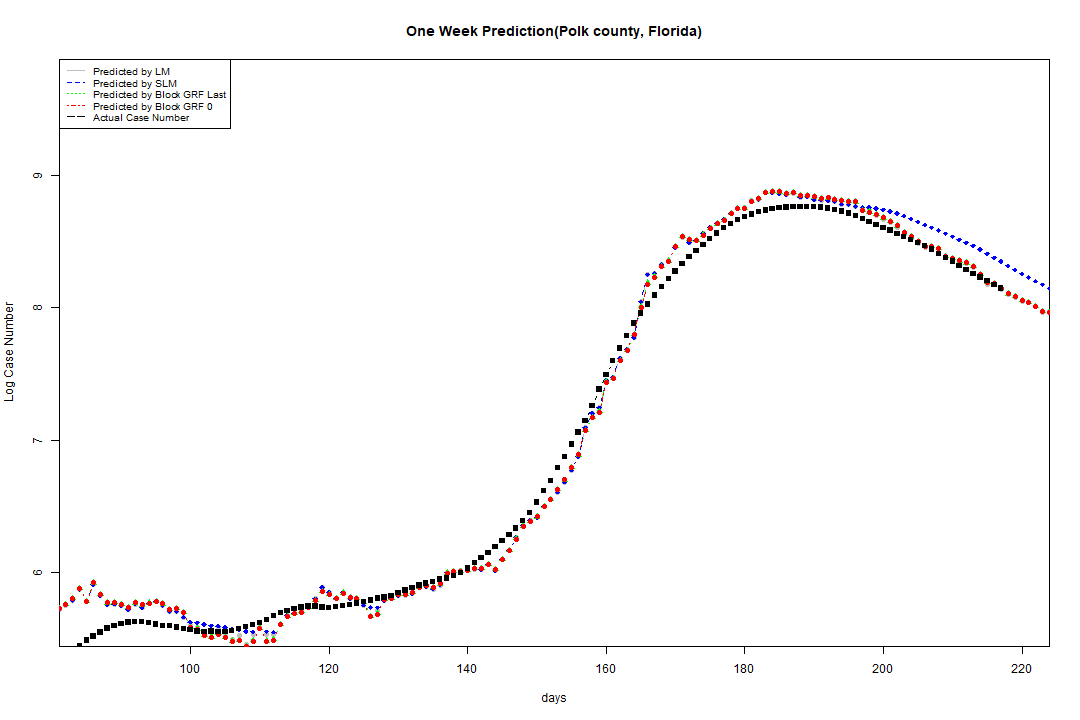 One Week Prediction(Polk county, Florida)
Predicted by LM
Predicted by SLM
Predicted by Block GRF Last
Predicted by Block GRF 0
Actual Case Number
9
8
7
6
Log Case Number
100 120 140 160 180 200 220
days